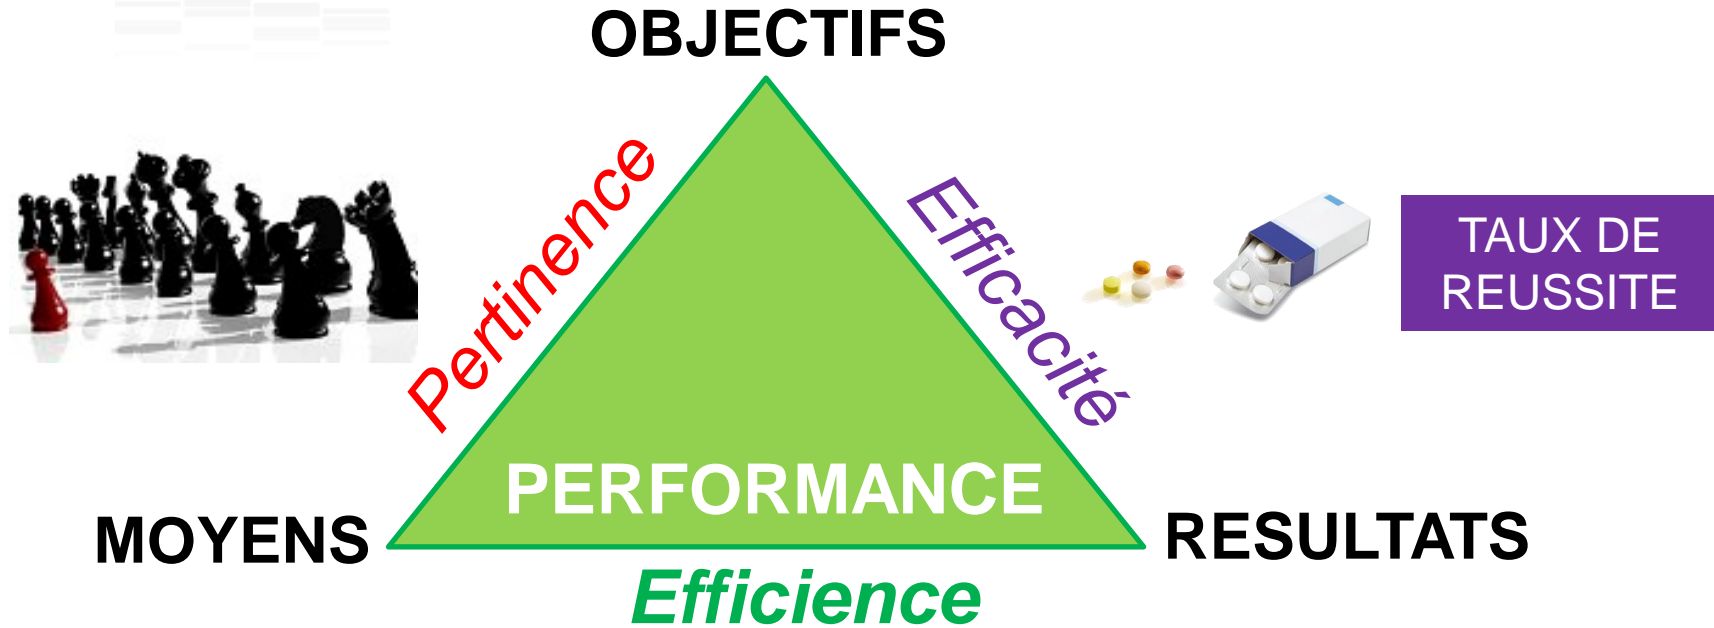 OBJECTIFS
Pertinence
Efficacité
TAUX DE
REUSSITE
PERFORMANCE
MOYENS
RESULTATS
Efficience